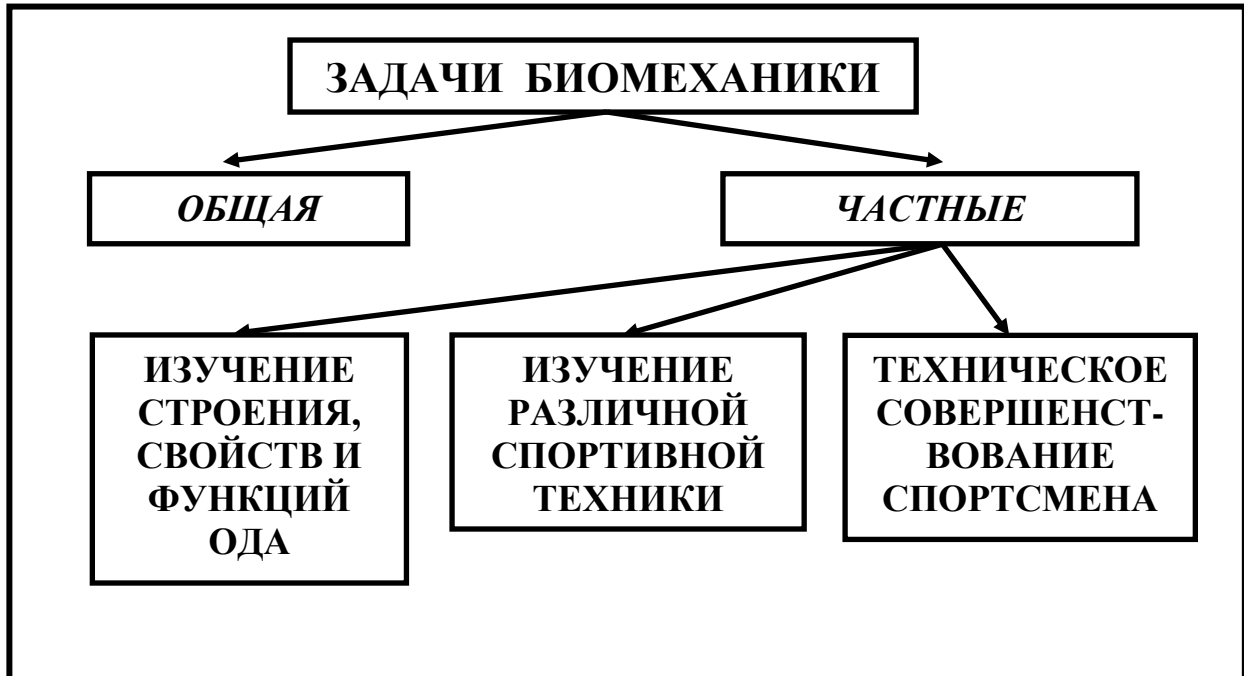 ЗАДАЧИ БИОМЕХАНИКИ
ОБЩАЯ
ЧАСТНЫЕ
ИЗУЧЕНИЕ
СТРОЕНИЯ,
СВОЙСТВ И
ФУНКЦИЙ
ОДА
ИЗУЧЕНИЕ
РАЗЛИЧНОЙ
СПОРТИВНОЙ
ТЕХНИКИ
ТЕХНИЧЕСКОЕ
СОВЕРШЕНСТ-
ВОВАНИЕ
СПОРТСМЕНА